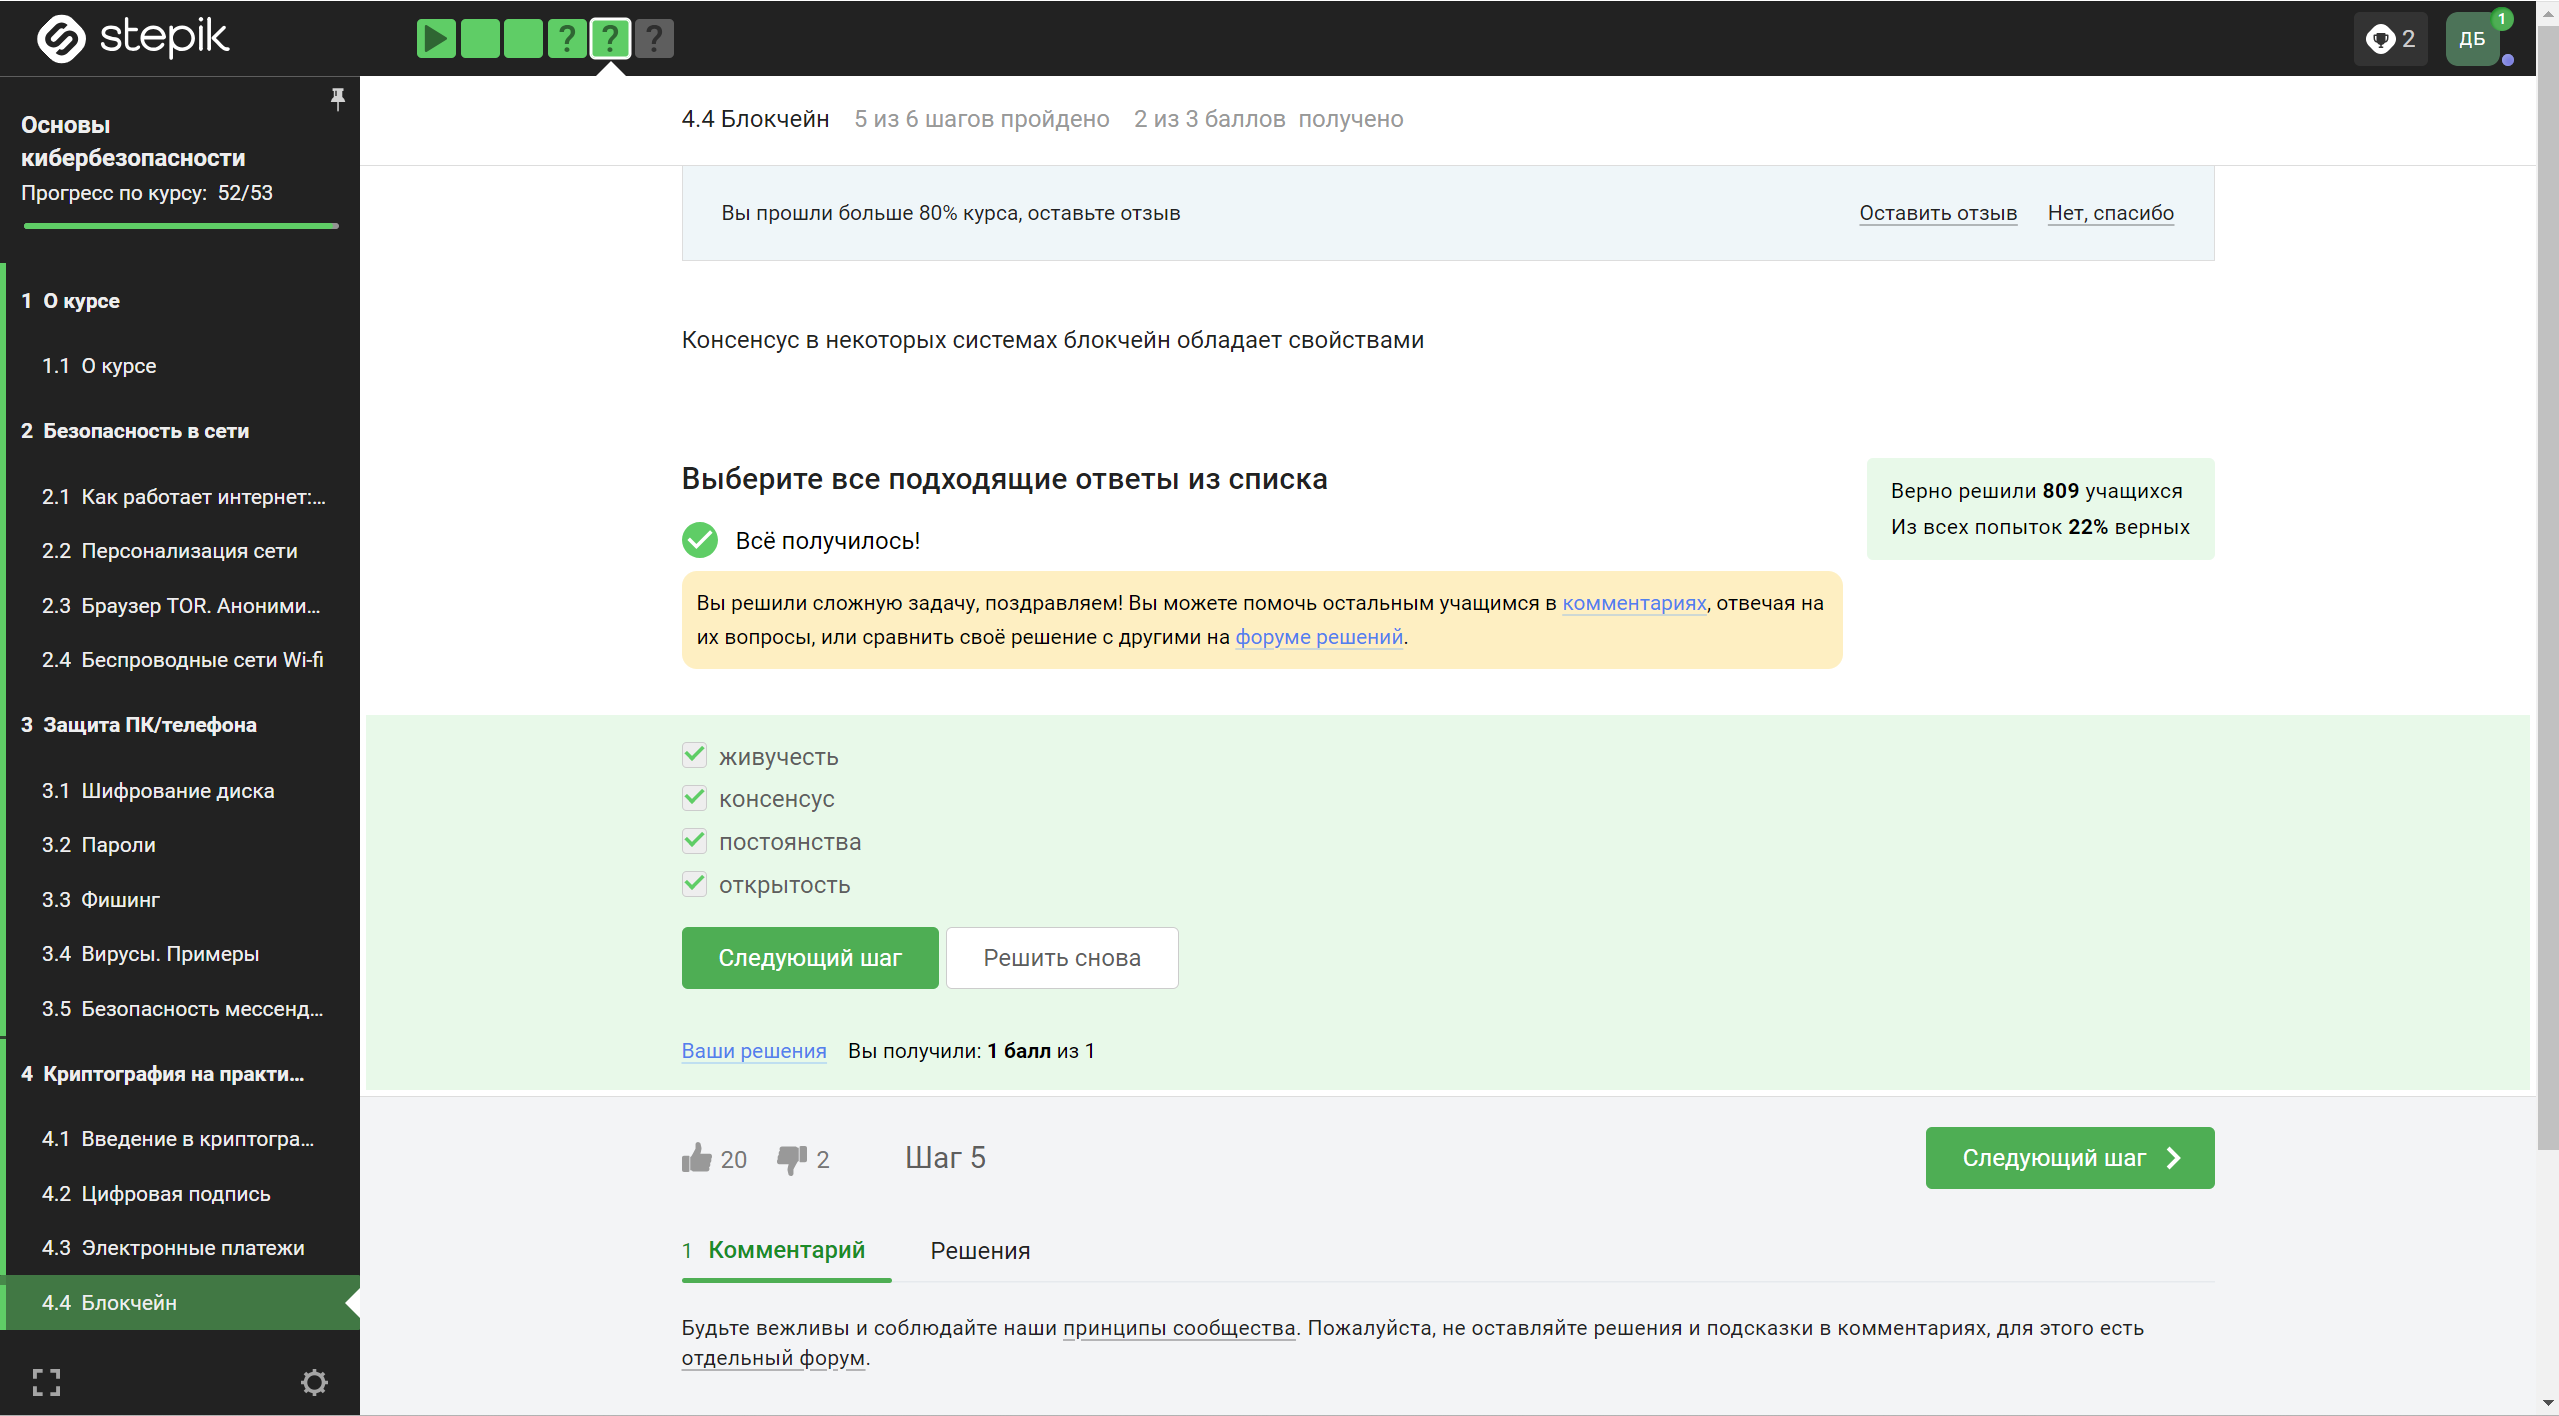 stepik
? ? ?
2
ДБ
1
Основы
кибербезопасности
Прогресс по курсу: 52/53
1 О курсе
1.1 О курсе
2 Безопасность в сети
2.1 Как работает интернет:...
2.2 Персонализация сети
2.3 Браузер TOR. Аноними...
2.4 Беспроводные сети Wi-fi
3 Защита ПК/телефона
3.1 Шифрование диска
3.2 Пароли
3.3 Фишинг
3.4 Вирусы. Примеры
3.5 Безопасность мессенд...
4 Криптография на практи...
4.1 Введение в криптогра...
4.2 Цифровая подпись
4.3 Электронные платежи
4.4 Блокчейн
4.4 Блокчейн 5 из 6 шагов пройдено 2 из 3 баллов получено
Вы прошли больше 80% курса, оставьте отзыв Оставить отзыв Нет, спасибо
Консенсус в некоторых системах блокчейн обладает свойствами
Выберите все подходящие ответы из списка
Верно решили 809 учащихся
Из всех попыток 22% верных
Всё получилось!
Вы решили сложную задачу, поздравляем! Вы можете помочь остальным учащимся в комментариях, отвечая на
их вопросы, или сравнить своё решение с другими на форуме решений.
живучесть
консенсус
постоянства
открытость
Следующий шаг Решить снова
Ваши решения Вы получили: 1 балл из 1
20 2 Шаг 5 Следующий шаг
1 Комментарий Решения
Будьте вежливы и соблюдайте наши принципы сообщества. Пожалуйста, не оставляйте решения и подсказки в комментариях, для этого есть
отдельный форум.